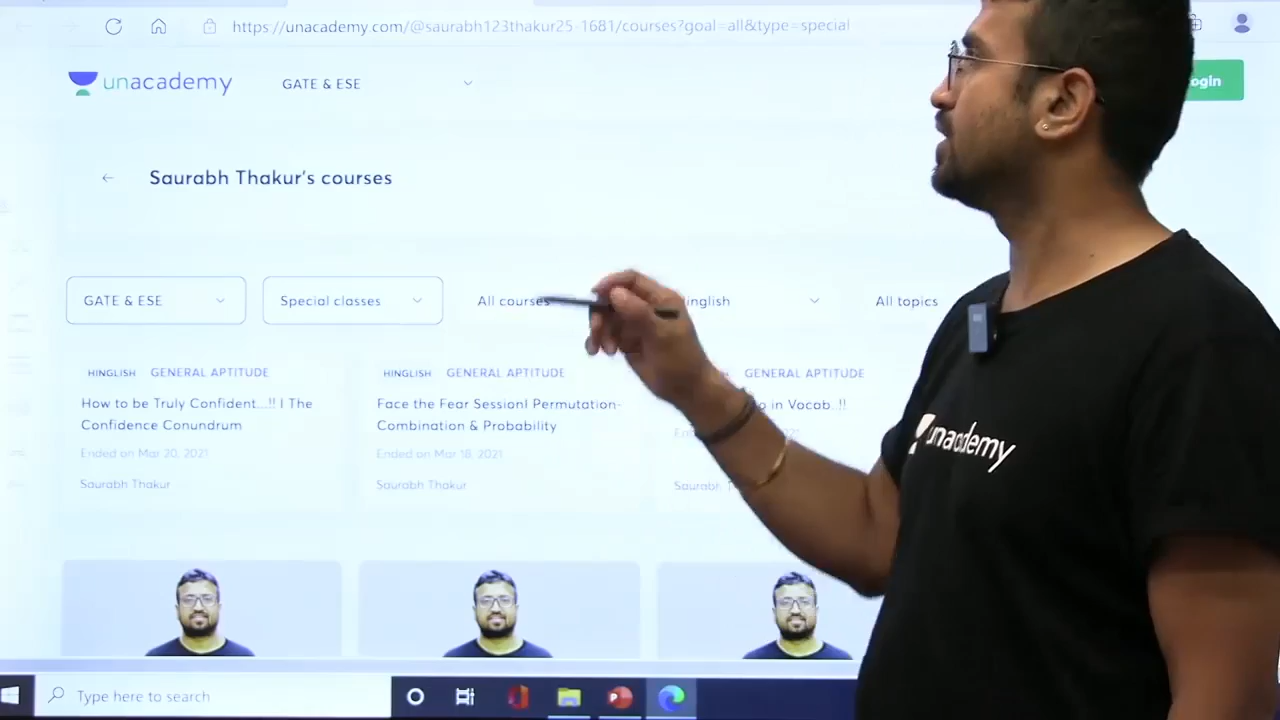 https://unacademy.com/@saurabh123thakur25-1681/courses?goal=all&type=special
unacademy
GATE & ESE
Saurabh Thakur's courses
GATE & ESE
Special classes
All courses
All topics
HINGLISH GENERAL APTITUDE
How to be Truly Confident...!! I The
Confidence Conundrum
Ended on Mar 20, 2021
Saurabh Thakur
HINGLISH GENERAL APTITUDE
Face the Fear SessionI Permutation-
Combination & Probability
Ended on Mar 18, 2021
Saurabh Thakur
GENERAL APTITUDE
in Vocab..!!
unacademy
Type here to search